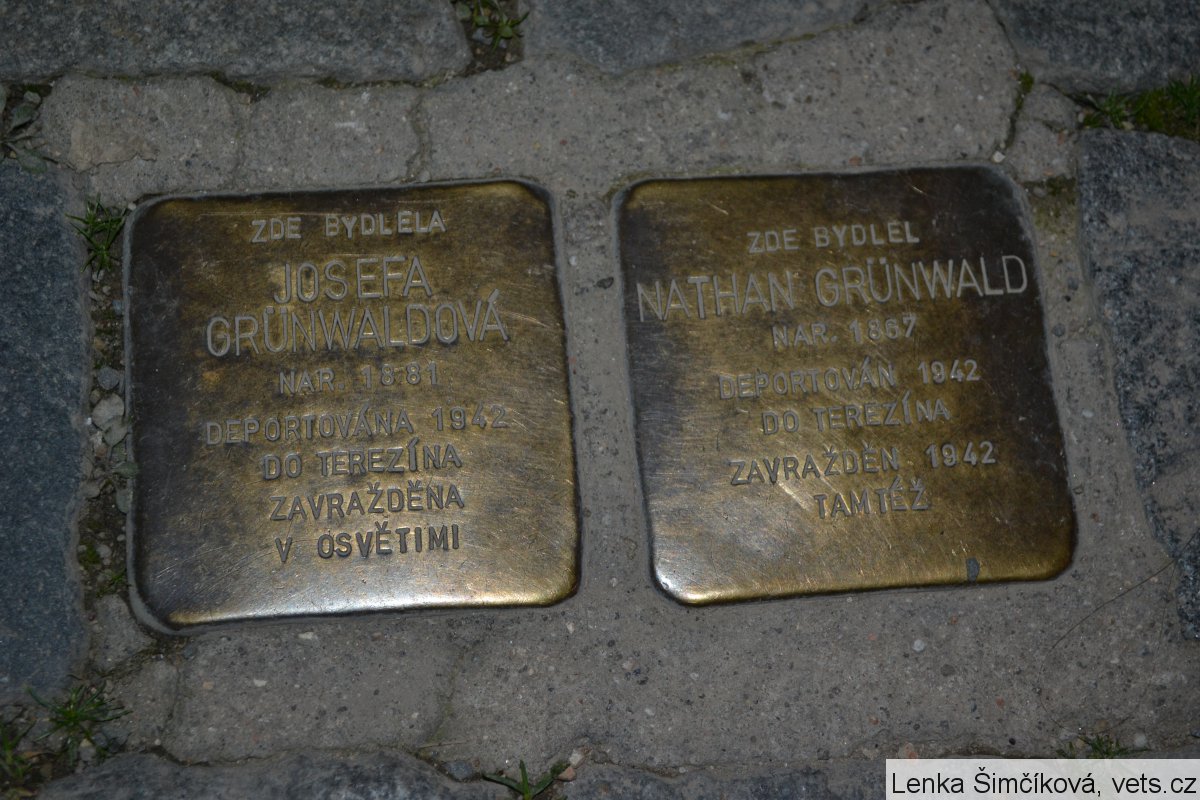 ZDE BYDLELA
JOSEFA
GRÜNWALDOVÁ
NAR. 1881
DEPORTOVÁNA 1942
DO TEREZÍNA
ZAVRAŽDĚNA
V OSVĚTIMI
ZDE BYDLEL
NATHAN GRÜNWALD
NAR. 1867
DEPORTOVÁN 1942
DO TEREZÍNA
ZAVRAŽDĚN 1942
TAMTÉŽ
Lenka Šimčíková, vets.cz